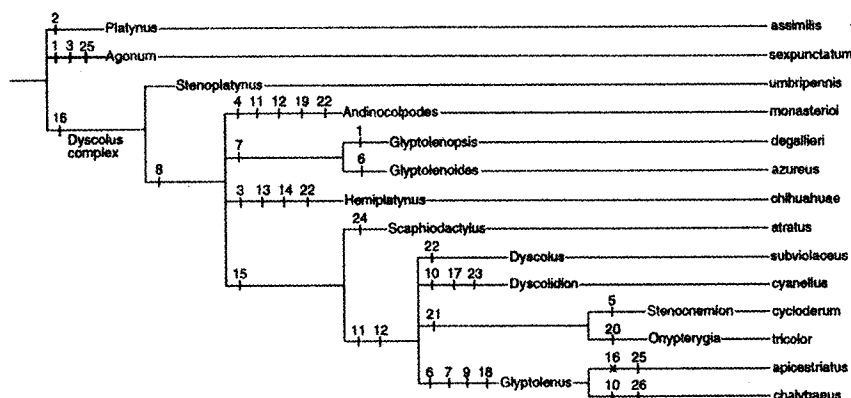 2 Platynus assimilis
1 3 25 Agonum sexpunctatum
Stenoplatynus umbripennis
4 11 12 19 22 Andinocolpodes monasterioi
16 Dyscolus complex
1 Glyptolenopsis degallieri
7
6 Glyptolenoides azureus
8
3 13 14 22 Hemiplatynus chihuahuae
24 Scaphiodactylus atratus
22 Dyscolus subviolaceus
15
10 17 23 Dyscolidion cyanellus
5 Stenocnemion cycloderum
21
20 Onypterygia tricolor
11 12
16 25 apicestriatus
6 7 9 18 Glyptolenus
10 26 chalybaeus